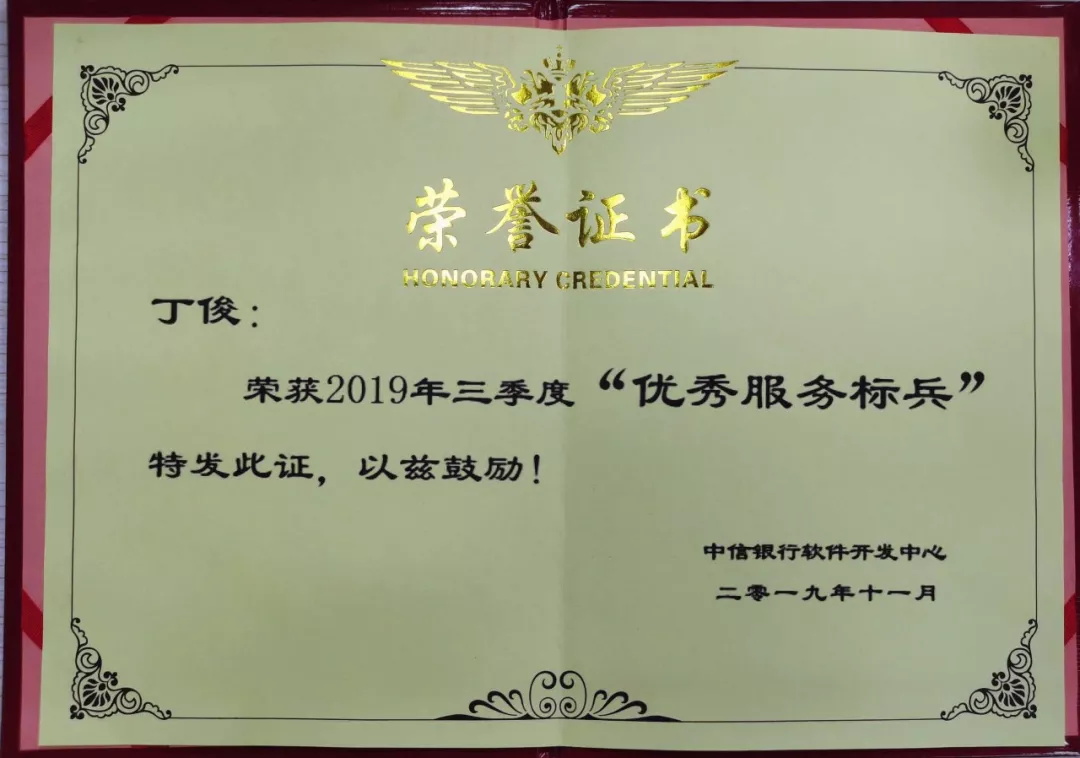 荣誉证书
HONORARY CREDENTIAL
丁俊：
荣获2019年三季度“优秀服务标兵”
特发此证，以兹鼓励！
中信银行软件开发中心
二零一九年十一月